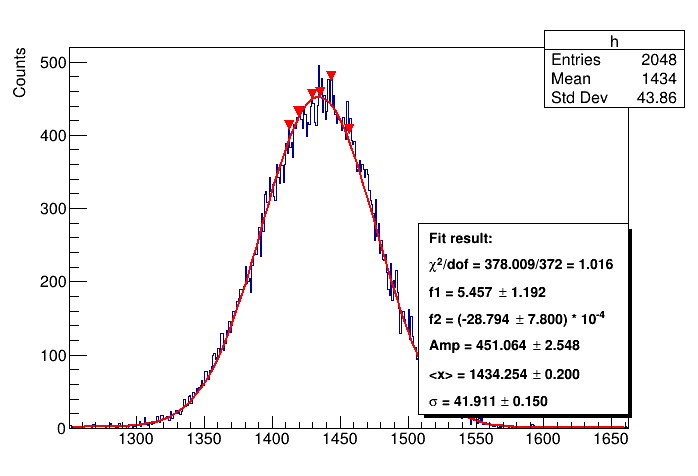 h
Entries 2048
Mean 1434
Std Dev 43.86
Counts
500
400
300
200
100
0
Fit result:
χ²/dof = 378.009/372 = 1.016
f1 = 5.457 ± 1.192
f2 = (-28.794 ± 7.800) * 10⁻⁴
Amp = 451.064 ± 2.548
<x> = 1434.254 ± 0.200
σ = 41.911 ± 0.150
1300 1350 1400 1450 1500 1550 1600 1650